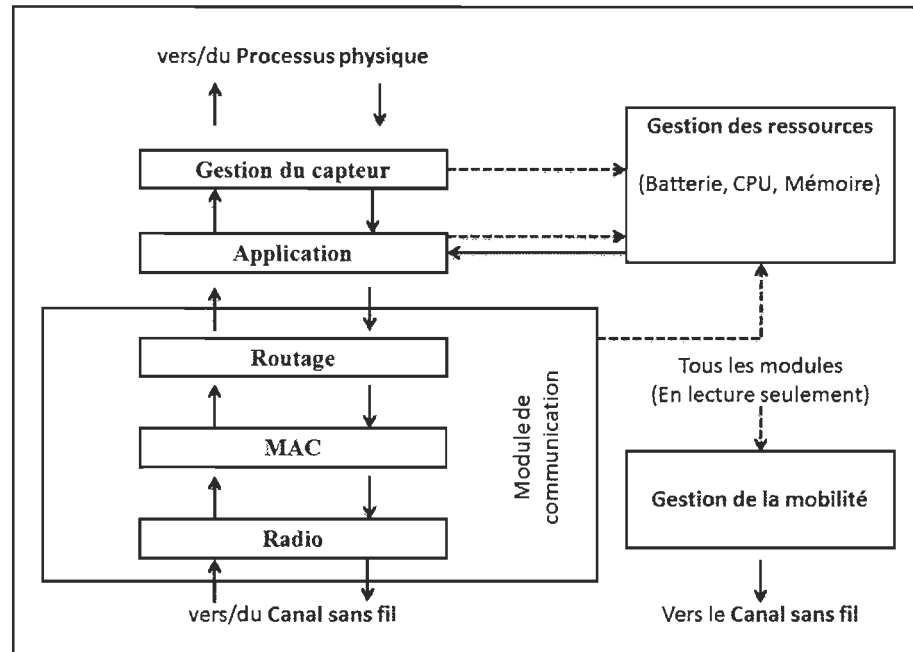 vers/du Processus physique
Gestion du capteur
Application
Routage
MAC
Radio
Module de
communication
vers/du Canal sans fil
Gestion des ressources
(Batterie, CPU, Mémoire)
Tous les modules
(En lecture seulement)
Gestion de la mobilité
Vers le Canal sans fil